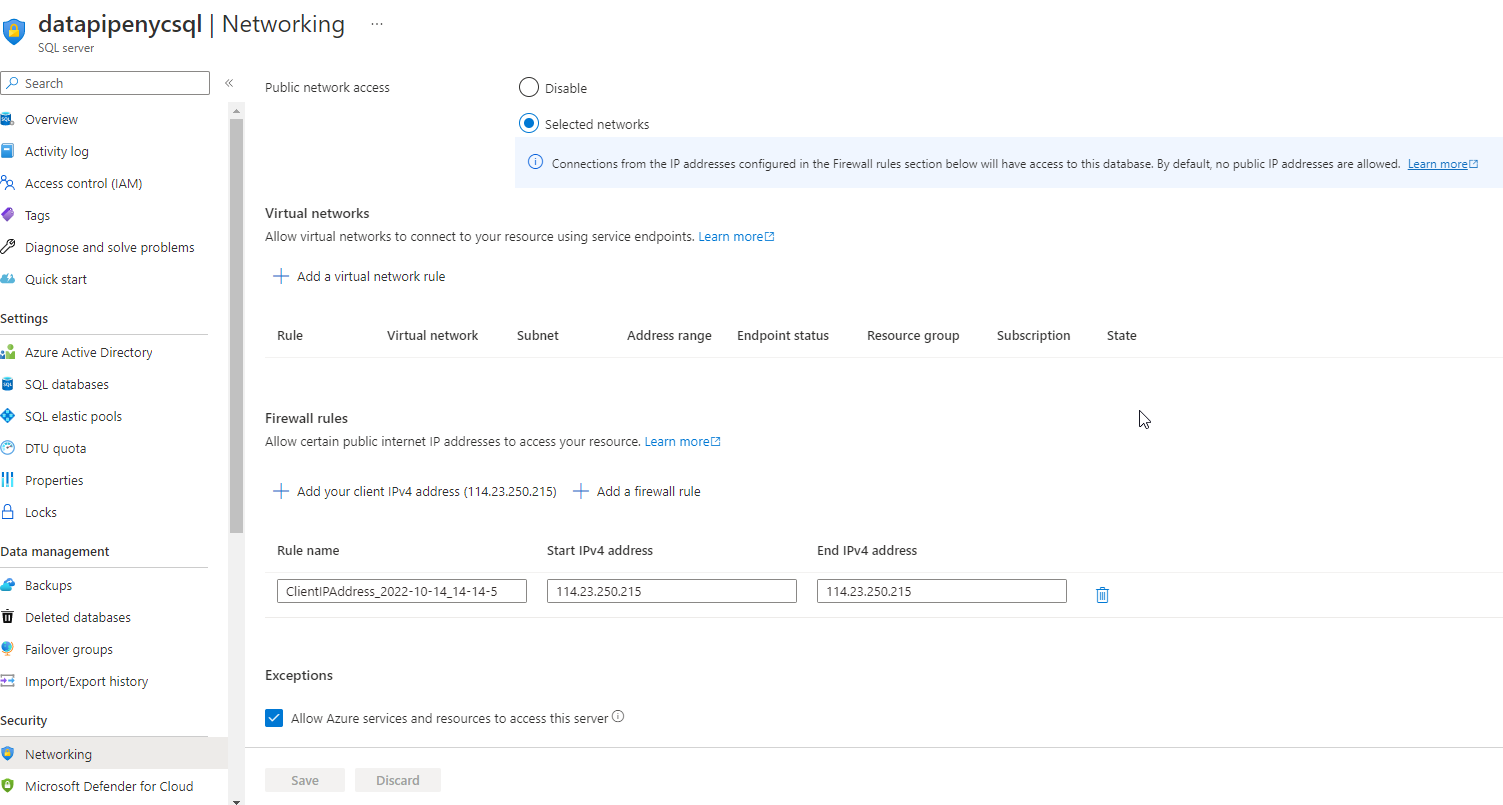 datapipenycsql | Networking ...
SQL server
Search
«
Overview
Activity log
Access control (IAM)
Tags
Diagnose and solve problems
Quick start
Settings
Azure Active Directory
SQL databases
SQL elastic pools
DTU quota
Properties
Locks
Data management
Backups
Deleted databases
Failover groups
Import/Export history
Security
Networking
Microsoft Defender for Cloud
Public network access
Disable
Selected networks
Connections from the IP addresses configured in the Firewall rules section below will have access to this database. By default, no public IP addresses are allowed. Learn more
Virtual networks
Allow virtual networks to connect to your resource using service endpoints. Learn more
Add a virtual network rule
Rule Virtual network Subnet Address range Endpoint status Resource group Subscription State
Firewall rules
Allow certain public internet IP addresses to access your resource. Learn more
Add your client IPv4 address (114.23.250.215) Add a firewall rule
Rule name Start IPv4 address End IPv4 address
ClientIPAddress_2022-10-14_14-14-5 114.23.250.215 114.23.250.215
Exceptions
Allow Azure services and resources to access this server
Save Discard